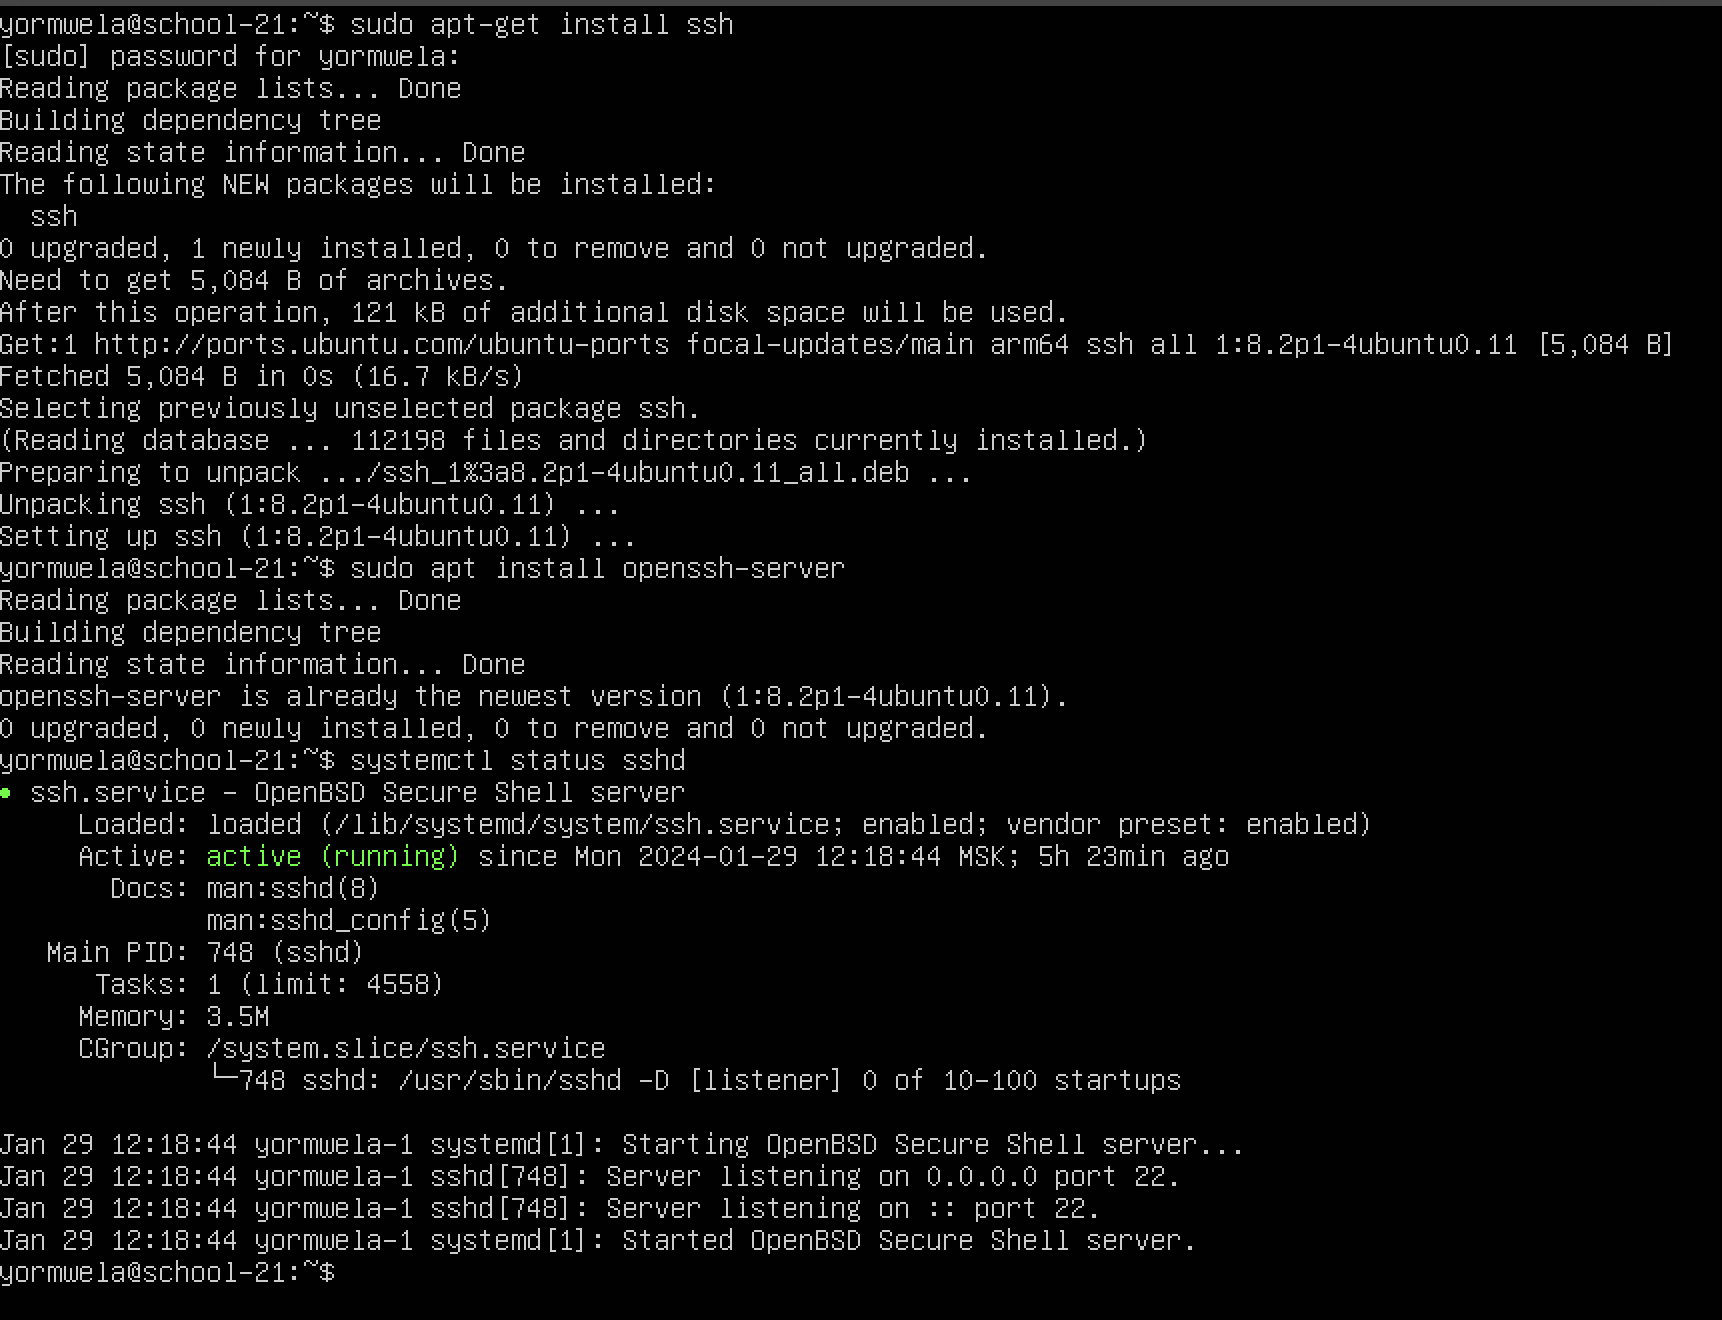 yormwela@school-21:~$ sudo apt-get install ssh
[sudo] password for yormwela:
Reading package lists... Done
Building dependency tree
Reading state information... Done
The following NEW packages will be installed:
  ssh
0 upgraded, 1 newly installed, 0 to remove and 0 not upgraded.
Need to get 5,084 B of archives.
After this operation, 121 kB of additional disk space will be used.
Get:1 http://ports.ubuntu.com/ubuntu-ports focal-updates/main arm64 ssh all 1:8.2p1-4ubuntu0.11 [5,084 B]
Fetched 5,084 B in 0s (16.7 kB/s)
Selecting previously unselected package ssh.
(Reading database ... 112198 files and directories currently installed.)
Preparing to unpack .../ssh_1%3a8.2p1-4ubuntu0.11_all.deb ...
Unpacking ssh (1:8.2p1-4ubuntu0.11) ...
Setting up ssh (1:8.2p1-4ubuntu0.11) ...
yormwela@school-21:~$ sudo apt install openssh-server
Reading package lists... Done
Building dependency tree
Reading state information... Done
openssh-server is already the newest version (1:8.2p1-4ubuntu0.11).
0 upgraded, 0 newly installed, 0 to remove and 0 not upgraded.
yormwela@school-21:~$ systemctl status sshd
● ssh.service - OpenBSD Secure Shell server
     Loaded: loaded (/lib/systemd/system/ssh.service; enabled; vendor preset: enabled)
     Active: active (running) since Mon 2024-01-29 12:18:44 MSK; 5h 23min ago
       Docs: man:sshd(8)
             man:sshd_config(5)
   Main PID: 748 (sshd)
      Tasks: 1 (limit: 4558)
     Memory: 3.5M
     CGroup: /system.slice/ssh.service
             └─748 sshd: /usr/sbin/sshd -D [listener] 0 of 10-100 startups

Jan 29 12:18:44 yormwela-1 systemd[1]: Starting OpenBSD Secure Shell server...
Jan 29 12:18:44 yormwela-1 sshd[748]: Server listening on 0.0.0.0 port 22.
Jan 29 12:18:44 yormwela-1 sshd[748]: Server listening on :: port 22.
Jan 29 12:18:44 yormwela-1 systemd[1]: Started OpenBSD Secure Shell server.
yormwela@school-21:~$